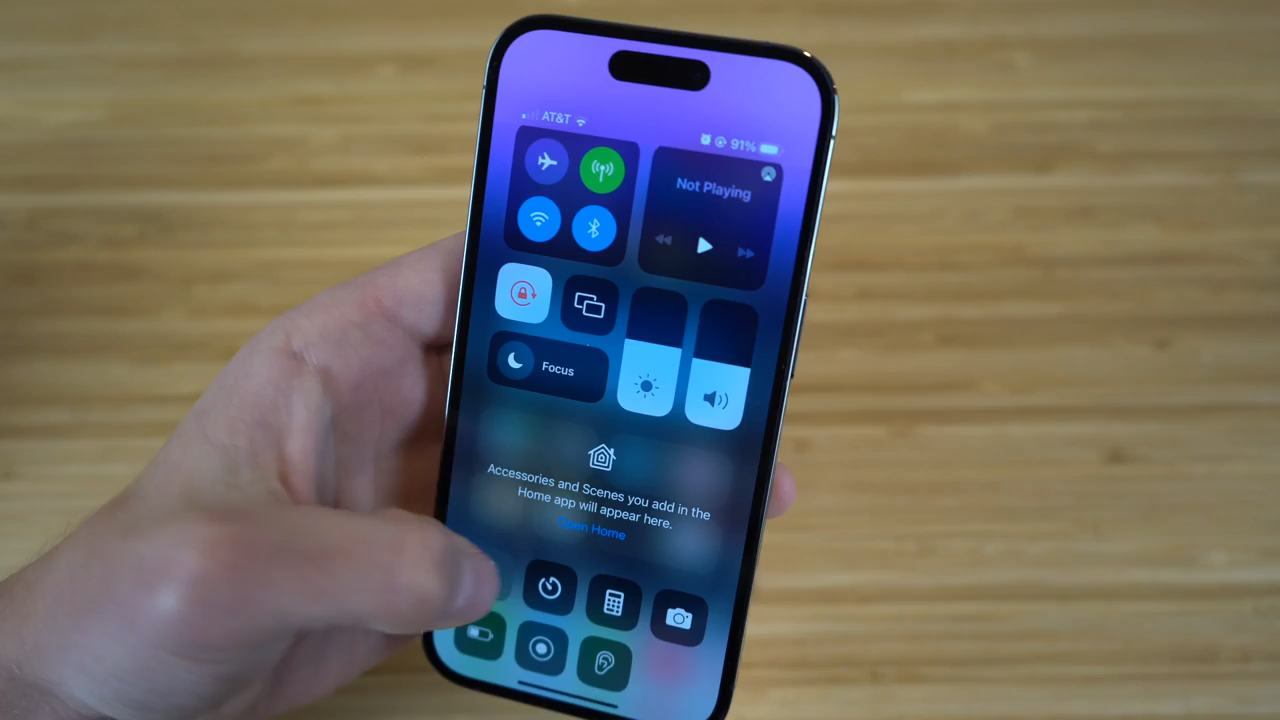 AT&T
91%
Not Playing
Focus
Accessories and Scenes you add in the
Home app will appear here.
Open Home